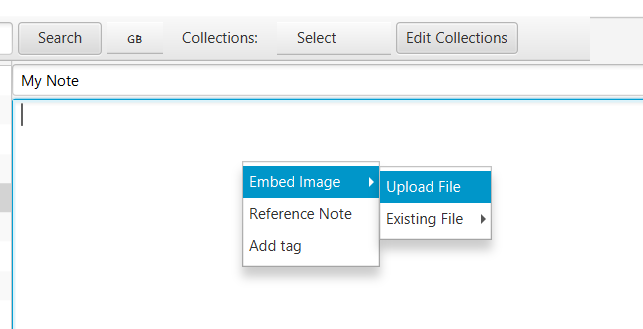 Search GB Collections: Select Edit Collections
My Note
Embed Image
Reference Note
Add tag
Upload File
Existing File